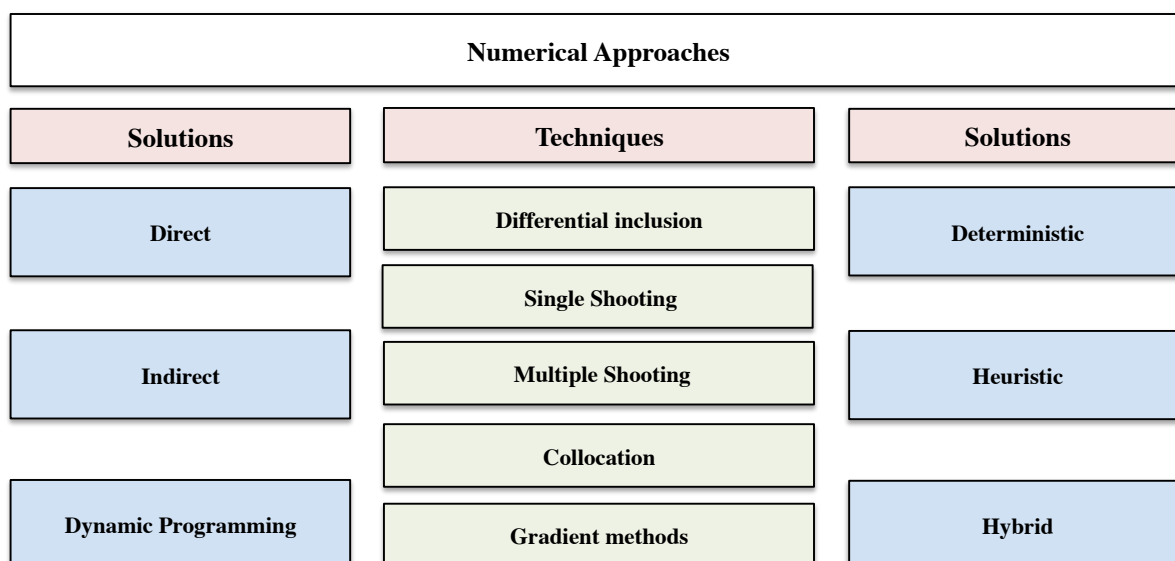 Numerical Approaches
Solutions
Techniques
Solutions
Direct
Differential inclusion
Deterministic
Single Shooting
Indirect
Multiple Shooting
Heuristic
Collocation
Dynamic Programming
Gradient methods
Hybrid